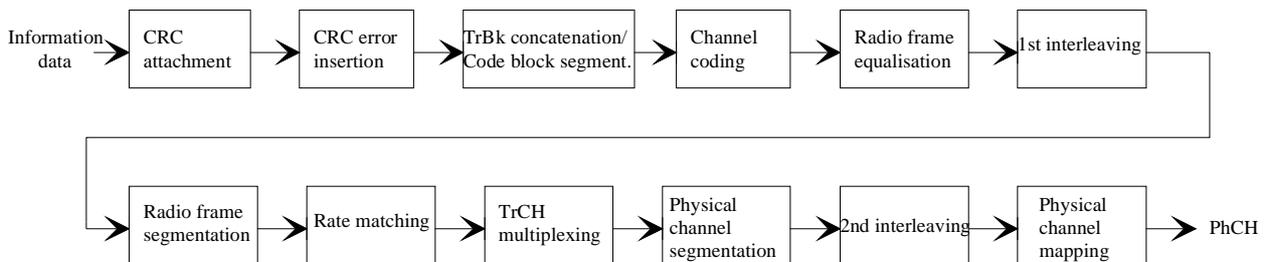 Information
data
CRC
attachment
CRC error
insertion
TrBk concatenation/
Code block segment.
Channel
coding
Radio frame
equalisation
1st interleaving
Radio frame
segmentation
Rate matching
TrCH
multiplexing
Physical
channel
segmentation
2nd interleaving
Physical
channel
mapping
PhCH